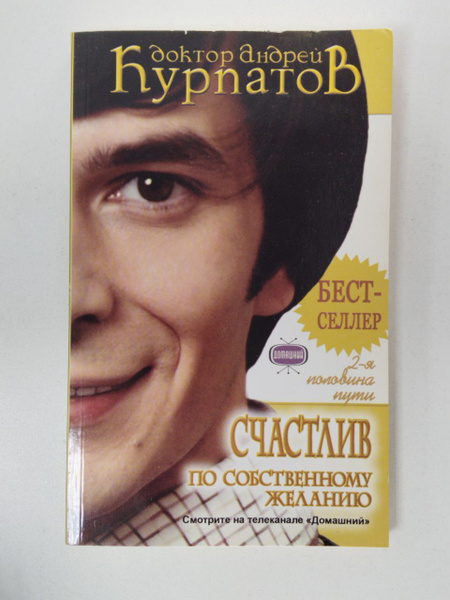 доктор Андрей
Курпатов
БЕСТ-
СЕЛЛЕР
ДОМАШНИЙ
2-я
половина
пути
СЧАСТЛИВ
ПО СОБСТВЕННОМУ
ЖЕЛАНИЮ
Смотрите на телеканале «Домашний»